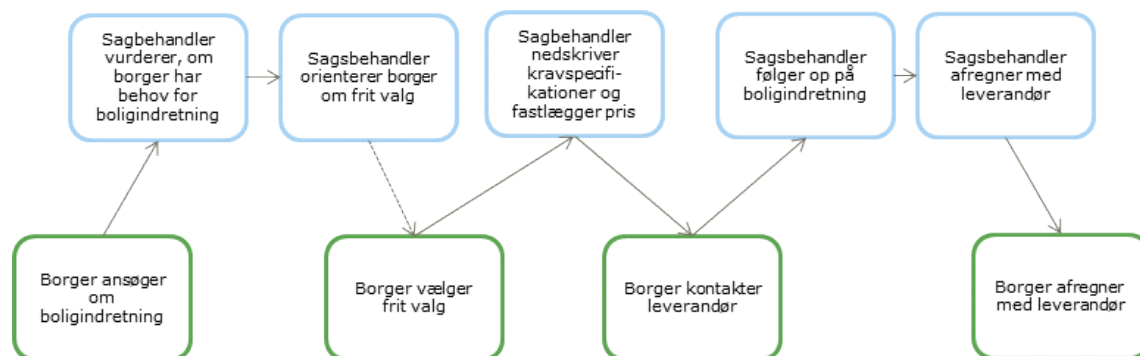 Sagbehandler
vurderer, om
borger har
behov for
boligindretning
Sagsbehandler
orienterer borger
om frit valg
Sagbehandler
nedskriver
kravspecifi-
kationer og
fastlægger pris
Sagsbehandler
følger op på
boligindretning
Sagsbehandler
afregner med
leverandør
Borger ansøger
om
boligindretning
Borger vælger
frit valg
Borger kontakter
leverandør
Borger afregner
med leverandør